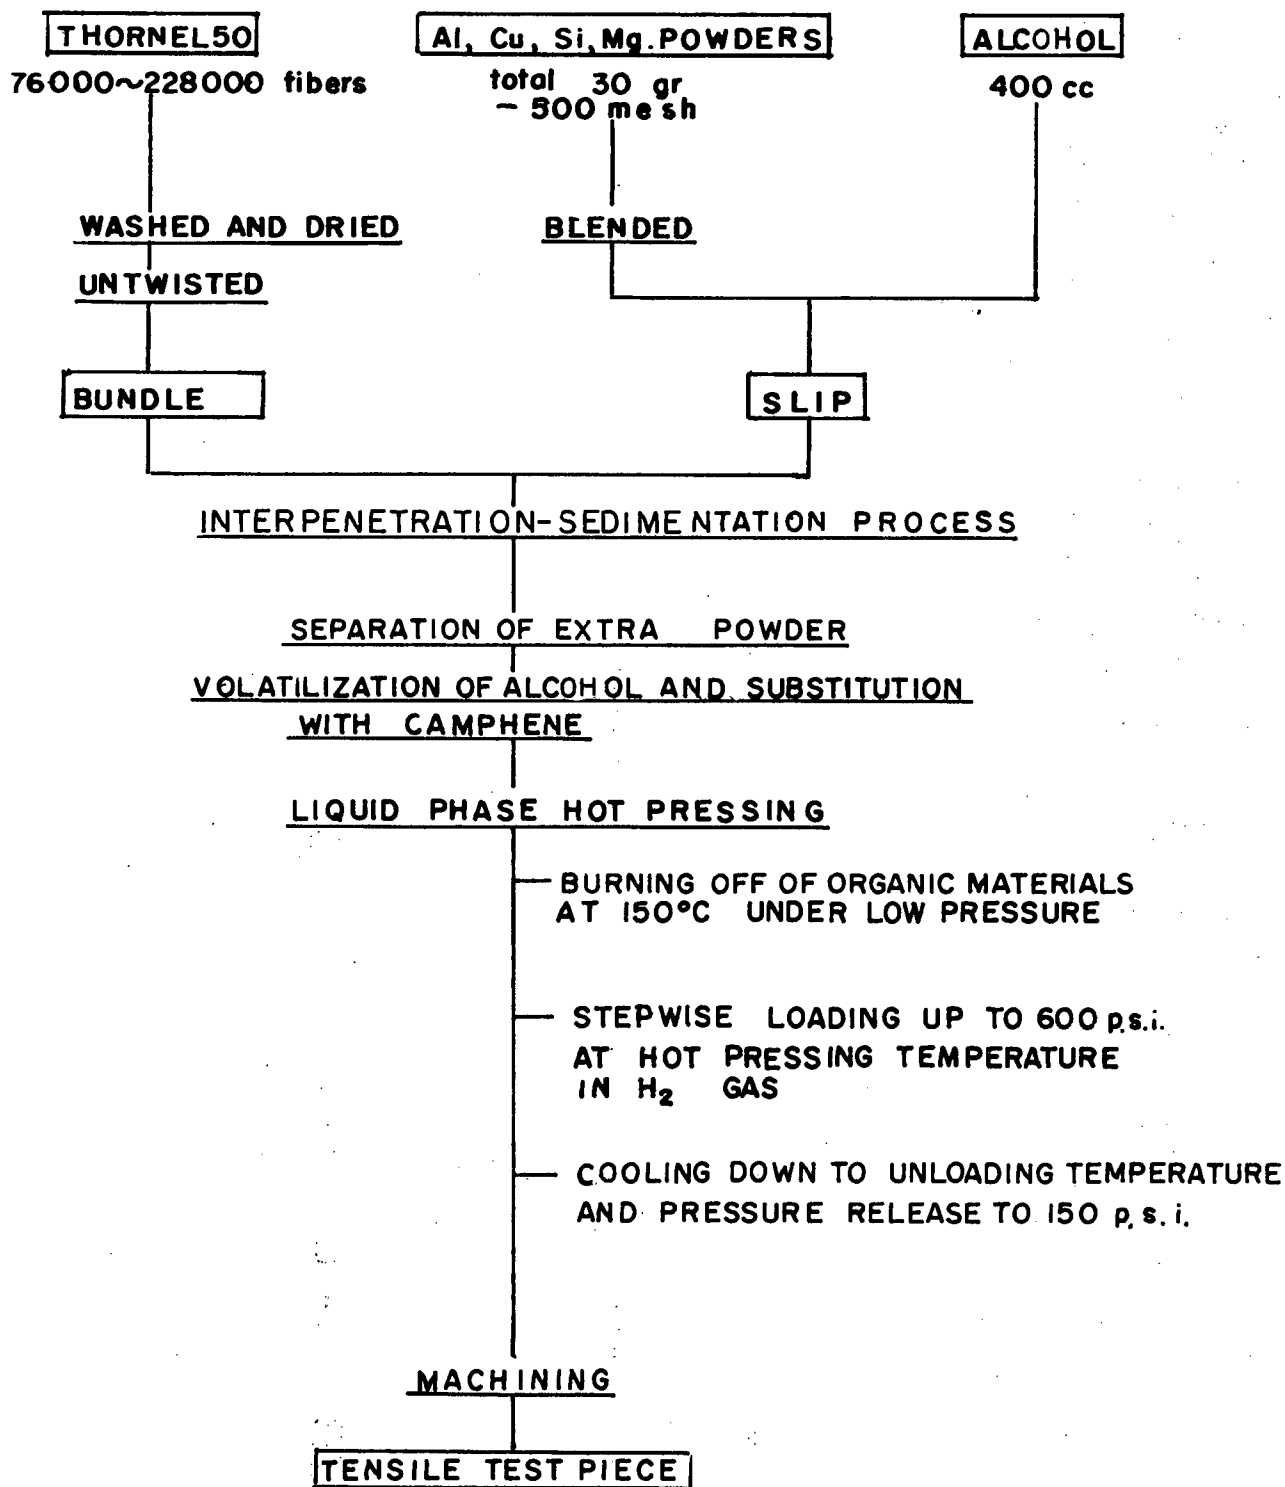 THORNEL50
76000~228000 fibers
Al, Cu, Si, Mg. POWDERS
total 30 gr
- 500 mesh
ALCOHOL
400 cc
WASHED AND DRIED
UNTWISTED
BUNDLE
BLENDED
SLIP
INTERPENETRATION-SEDIMENTATION PROCESS
SEPARATION OF EXTRA POWDER
VOLATILIZATION OF ALCOHOL AND SUBSTITUTION
WITH CAMPHENE
LIQUID PHASE HOT PRESSING
BURNING OFF OF ORGANIC MATERIALS
AT 150°C UNDER LOW PRESSURE
STEPWISE LOADING UP TO 600 p.s.i.
AT HOT PRESSING TEMPERATURE
IN H₂ GAS
COOLING DOWN TO UNLOADING TEMPERATURE
AND PRESSURE RELEASE TO 150 p.s.i.
MACHINING
TENSILE TEST PIECE